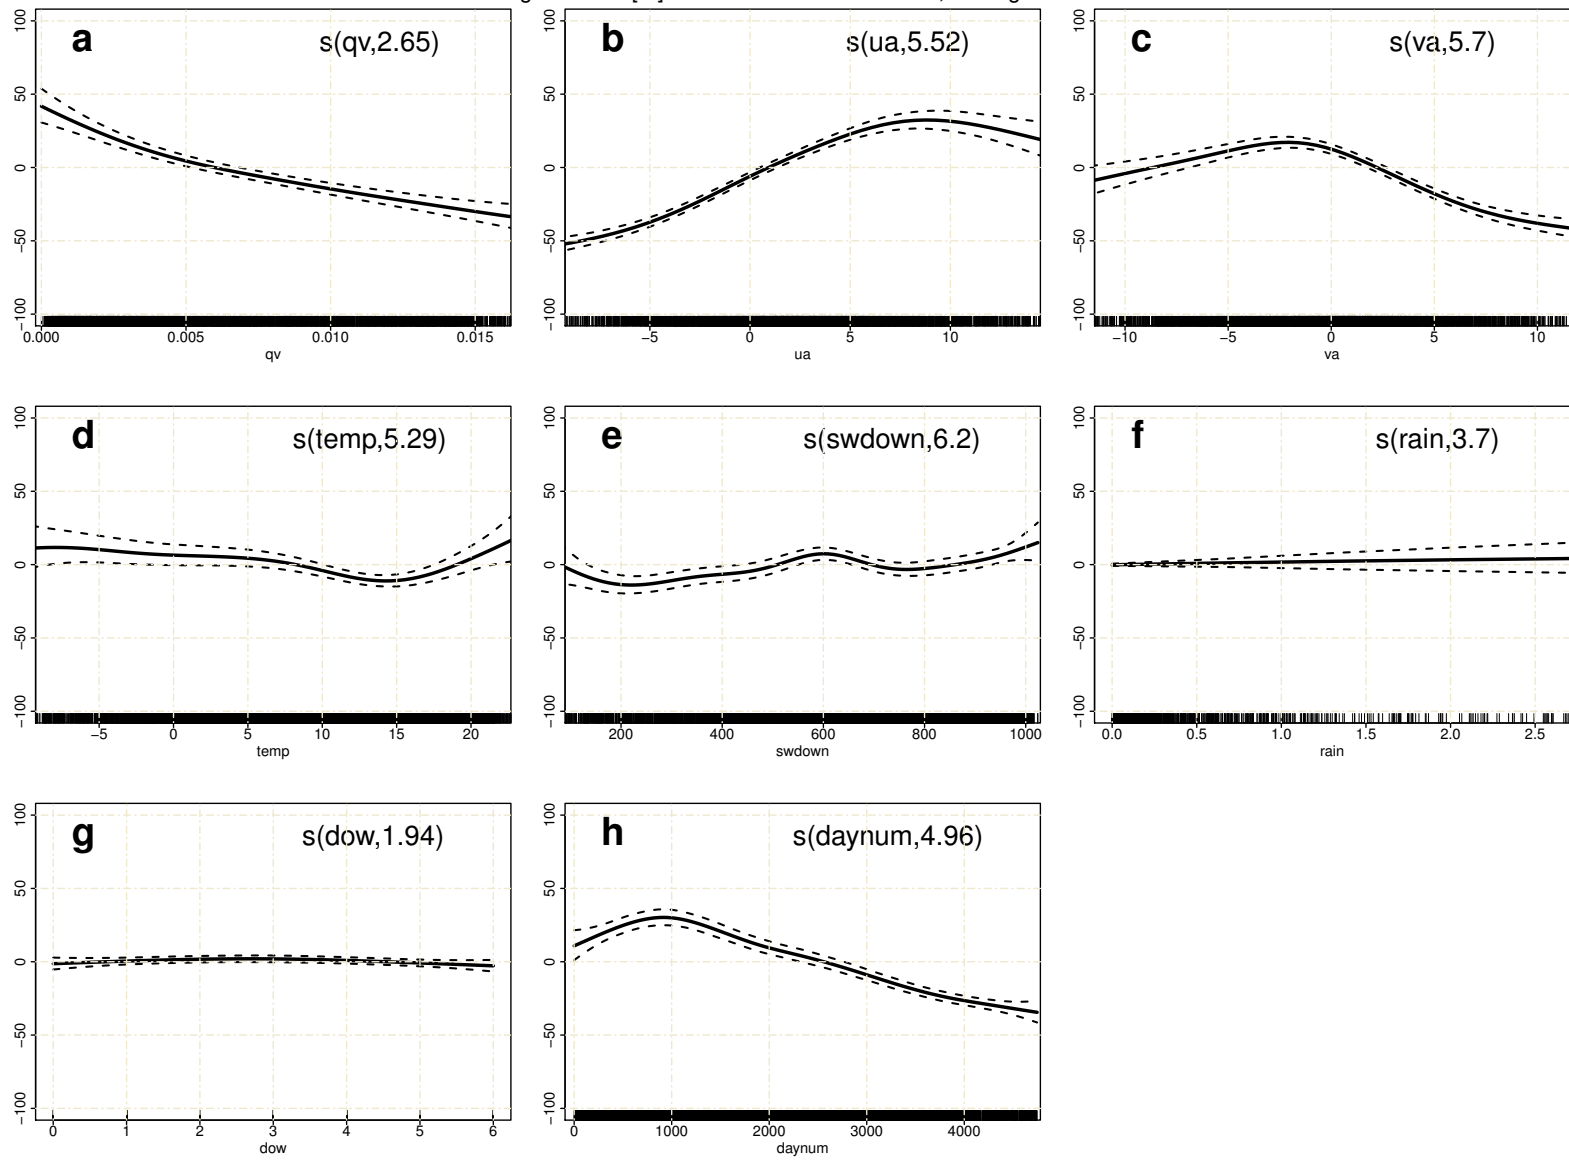 a s(qv,2.65)
100
50
0
−50
−100
0.000 0.005 0.010 0.015
qv
b s(ua,5.52)
−5 0 5 10
ua
c s(va,5.7)
100
50
0
−50
−100
−10 −5 0 5 10
va
d s(temp,5.29)
100
50
0
−50
−100
−5 0 5 10 15 20
temp
e s(swdown,6.2)
100
50
0
−50
−100
200 400 600 800 1000
swdown
f s(rain,3.7)
100
50
0
−50
−100
0.0 0.5 1.0 1.5 2.0 2.5
rain
g s(dow,1.94)
100
50
0
−50
−100
0 1 2 3 4 5 6
dow
h s(daynum,4.96)
100
50
0
−50
−100
0 1000 2000 3000 4000
daynum